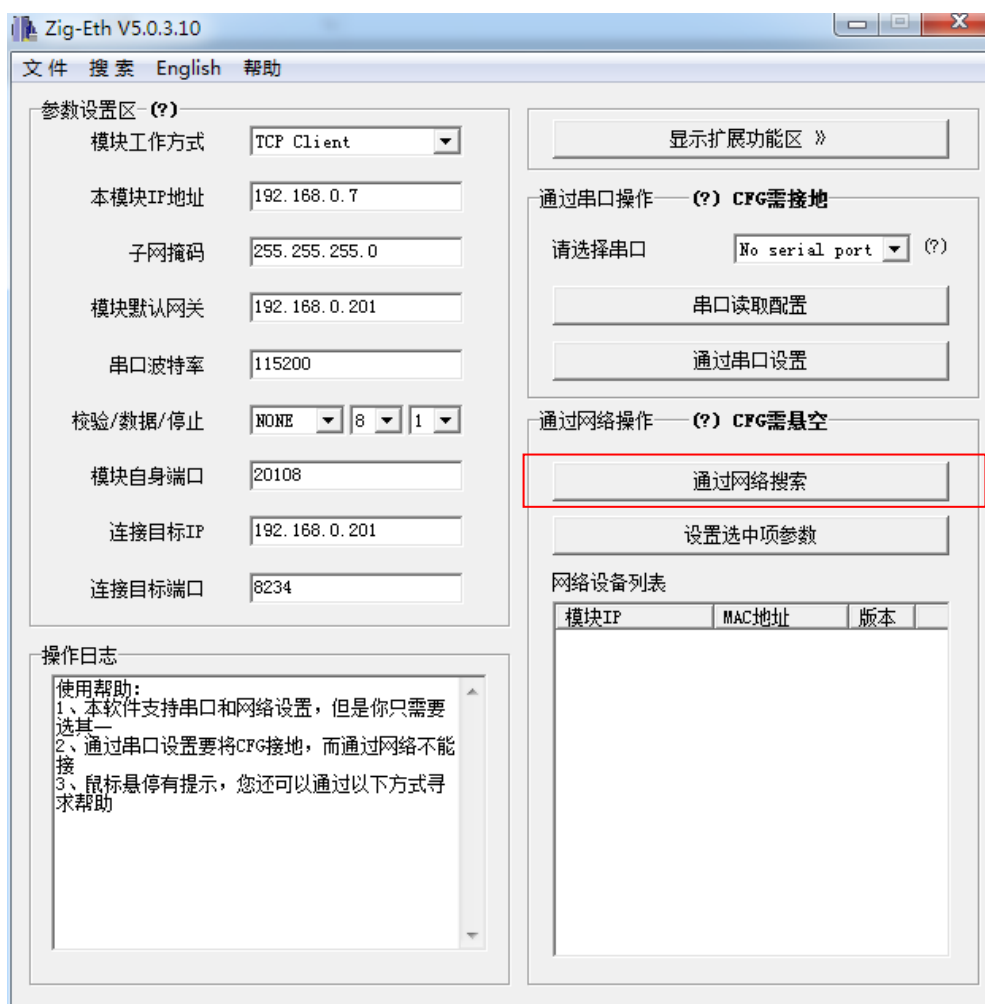 Zig-Eth V5.0.3.10
文件 搜索 English 帮助
参数设置区 (?)
模块工作方式 TCP Client
本模块IP地址 192.168.0.7
子网掩码 255.255.255.0
模块默认网关 192.168.0.201
串口波特率 115200
校验/数据/停止 NONE 8 1
模块自身端口 20108
连接目标IP 192.168.0.201
连接目标端口 8234
操作日志
使用帮助:
1、本软件支持串口和网络设置，但是你只需要
选其一
2、通过串口设置要将CFG接地，而通过网络不能
接
3、鼠标悬停有提示，您还可以通过以下方式寻
求帮助
显示扩展功能区 》
通过串口操作 (?) CFG需接地
请选择串口 No serial port (?)
串口读取配置
通过串口设置
通过网络操作 (?) CFG需悬空
通过网络搜索
设置选中项参数
网络设备列表
模块IP MAC地址 版本